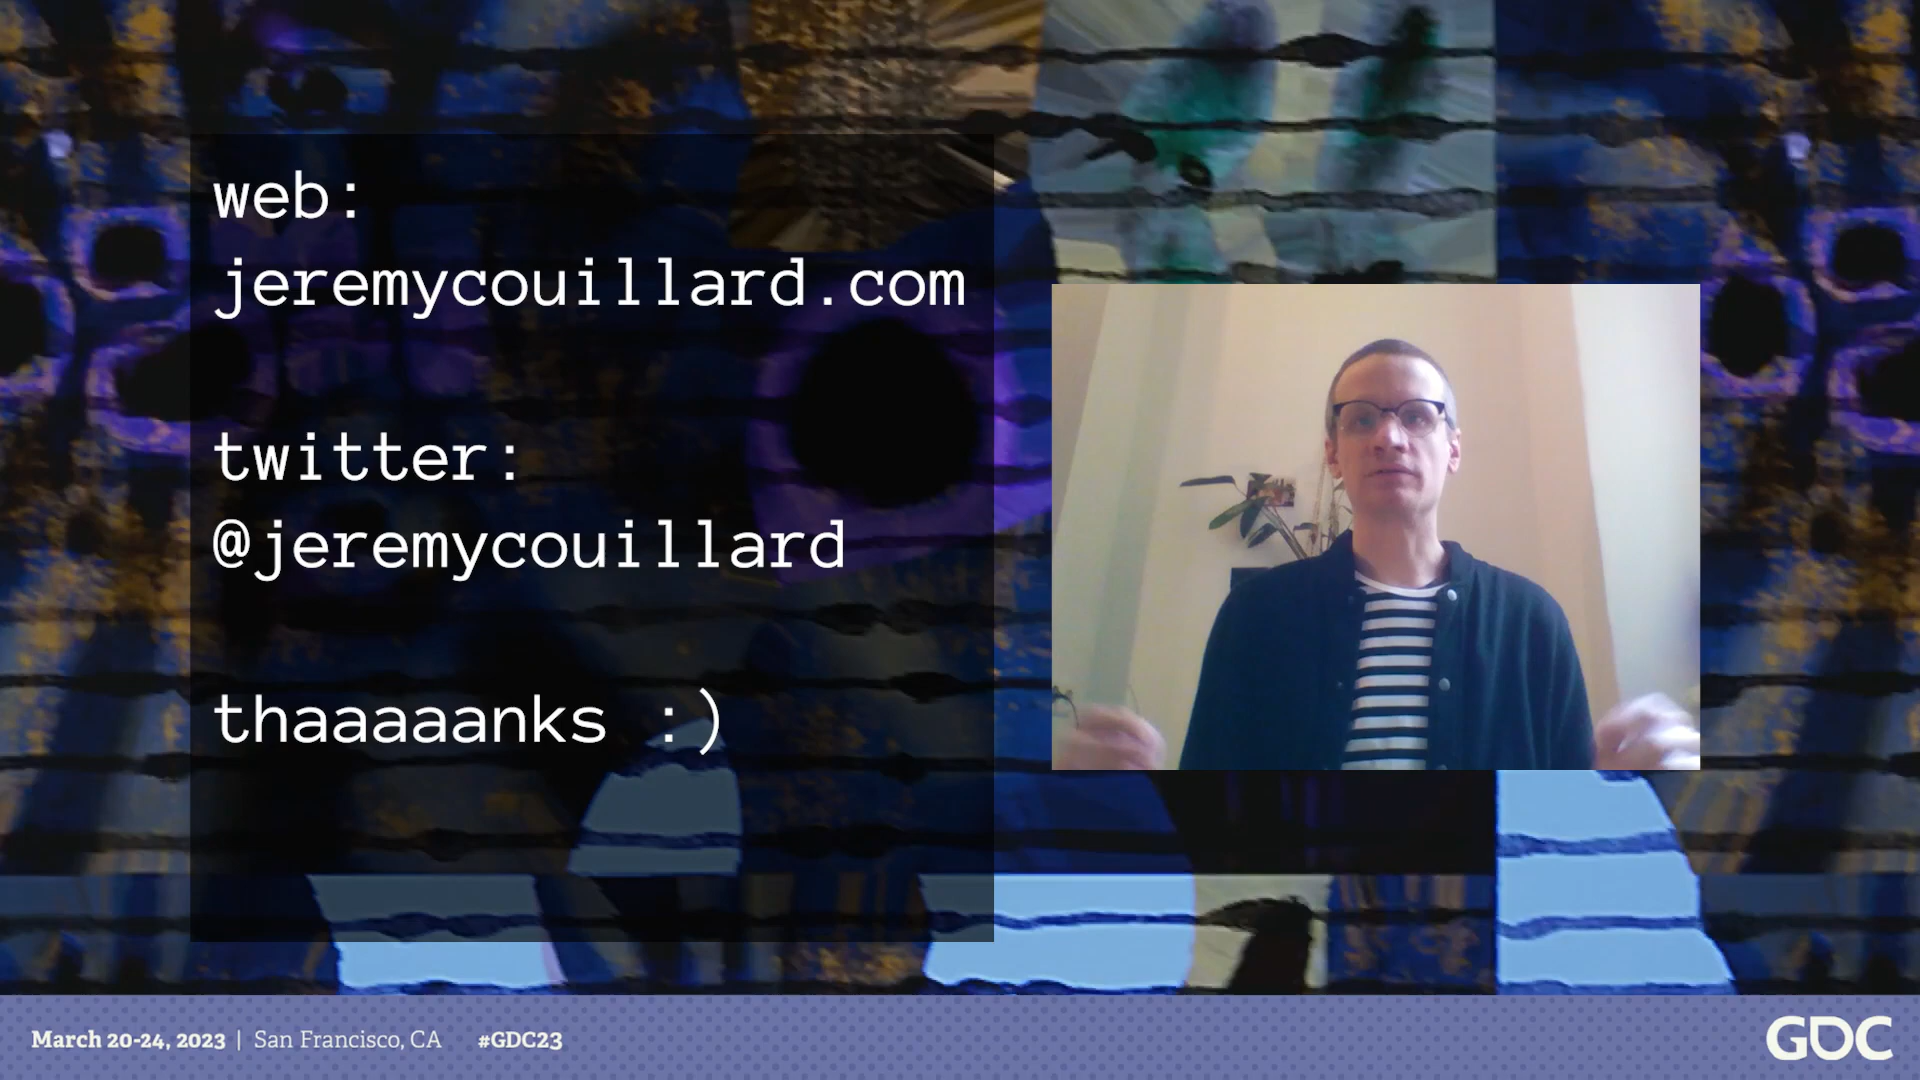 web:
jeremycouillard.com
twitter:
@jeremycouillard
thaaaaanks :)
March 20-24, 2023 | San Francisco, CA #GDC23
GDC